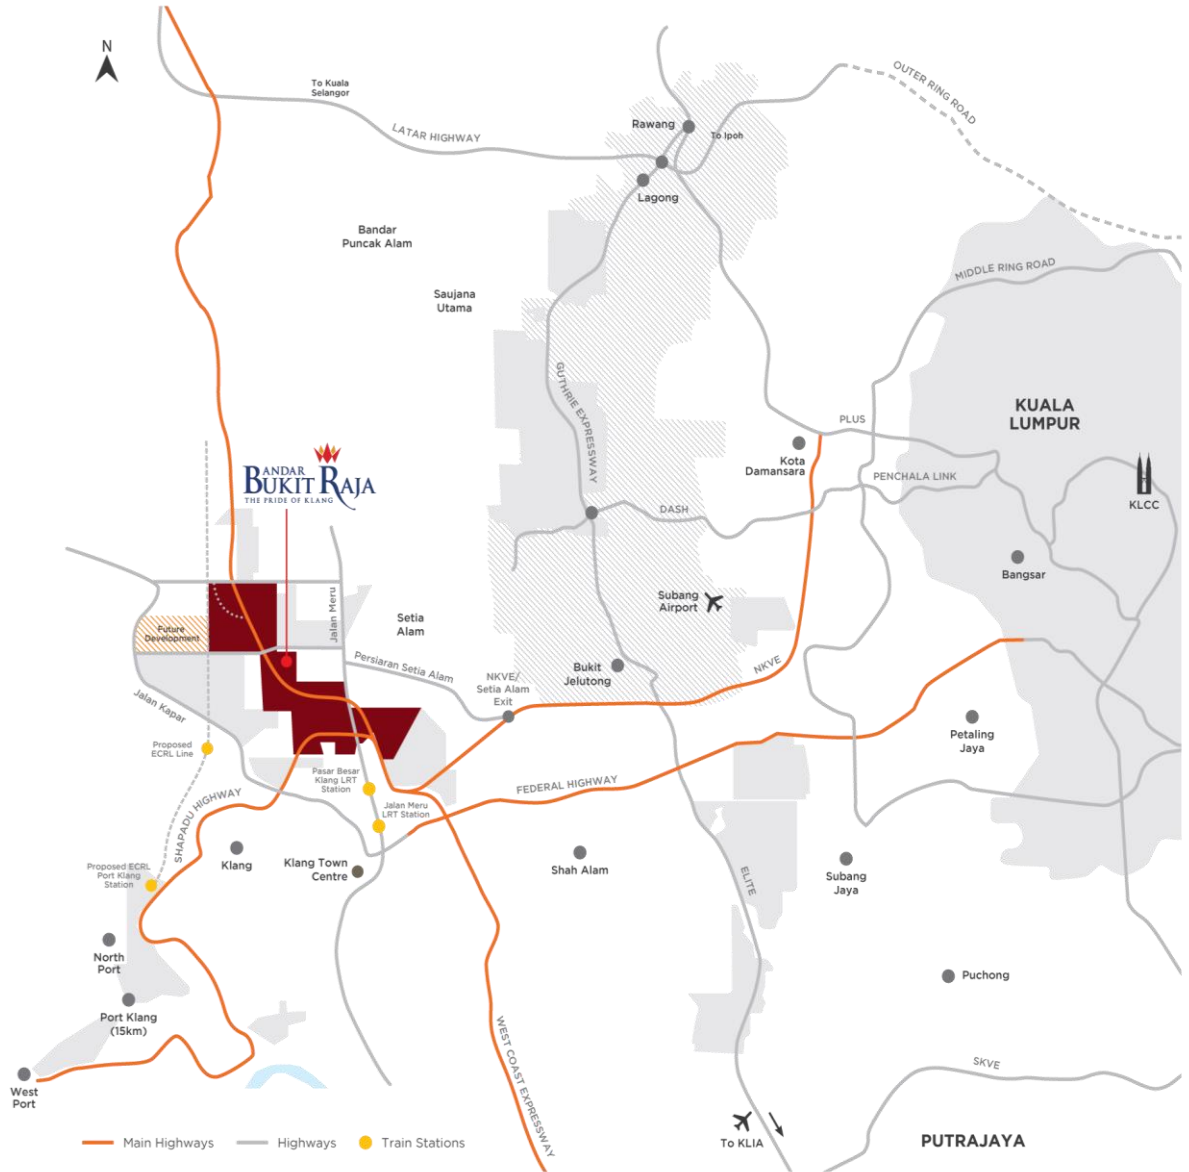 N
To Kuala
Selangor
LATAR HIGHWAY
Rawang
To Ipoh
Lagong
OUTER RING ROAD
Bandar
Puncak Alam
Saujana
Utama
MIDDLE RING ROAD
GUTHRIE EXPRESSWAY
KUALA
LUMPUR
PLUS
Kota
Damansara
PENCHALA LINK
KLCC
BANDAR
BUKIT RAJA
THE PRIDE OF KLANG
DASH
Bangsar
Subang
Airport
Jalan Meru
Setia
Alam
Future
Development
Persiaran Setia Alam
NKVE/
Setia Alam
Exit
Bukit
Jelutong
NKVE
Jalan Kapar
Petaling
Jaya
Proposed
ECRL Line
Pasar Besar
Klang LRT
Station
Jalan Meru
LRT Station
FEDERAL HIGHWAY
SHAPADU HIGHWAY
Klang
Klang Town
Centre
Shah Alam
Subang
Jaya
ELITE
Proposed ECRL
Port Klang
Station
North
Port
Puchong
Port Klang
(15km)
WEST COAST EXPRESSWAY
West
Port
SKVE
To KLIA
PUTRAJAYA
Main Highways
Highways
Train Stations